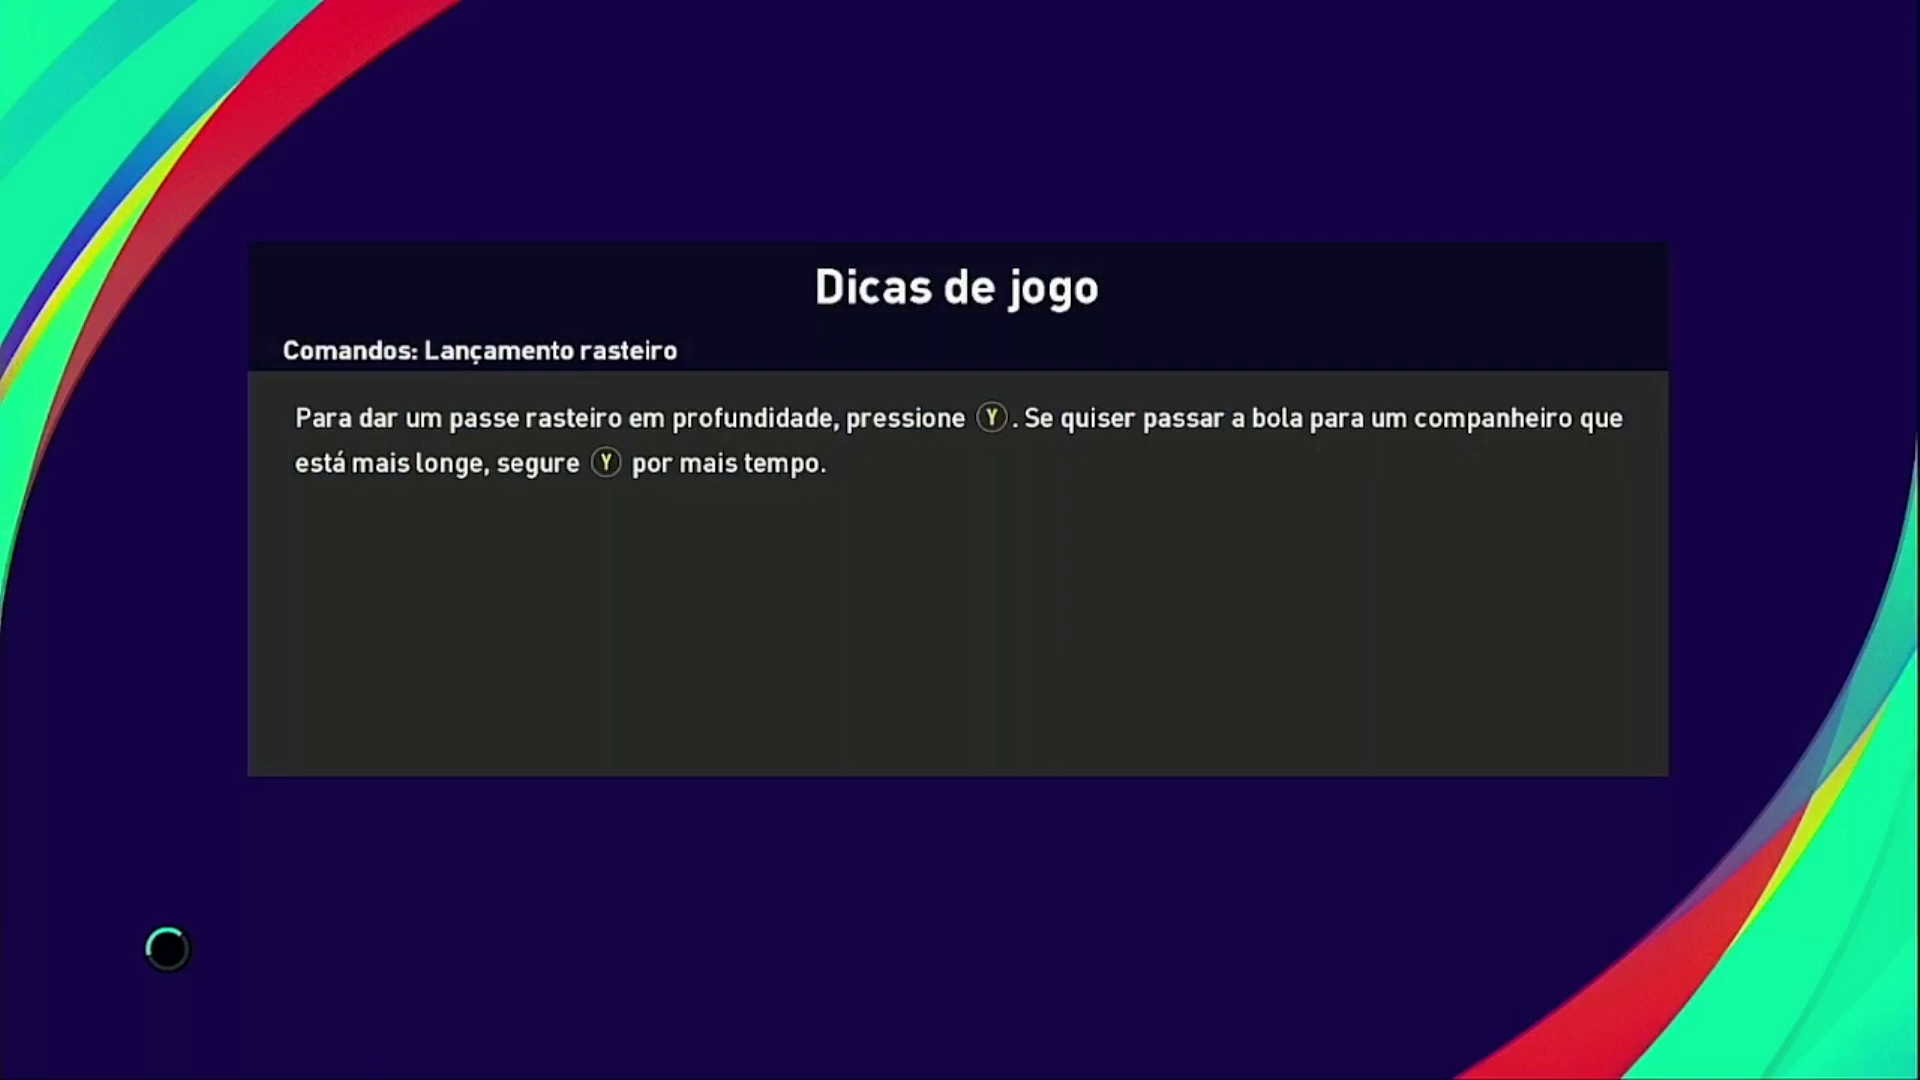 Dicas de jogo
Comandos: Lançamento rasteiro
Para dar um passe rasteiro em profundidade, pressione Y. Se quiser passar a bola para um companheiro que
está mais longe, segure Y por mais tempo.